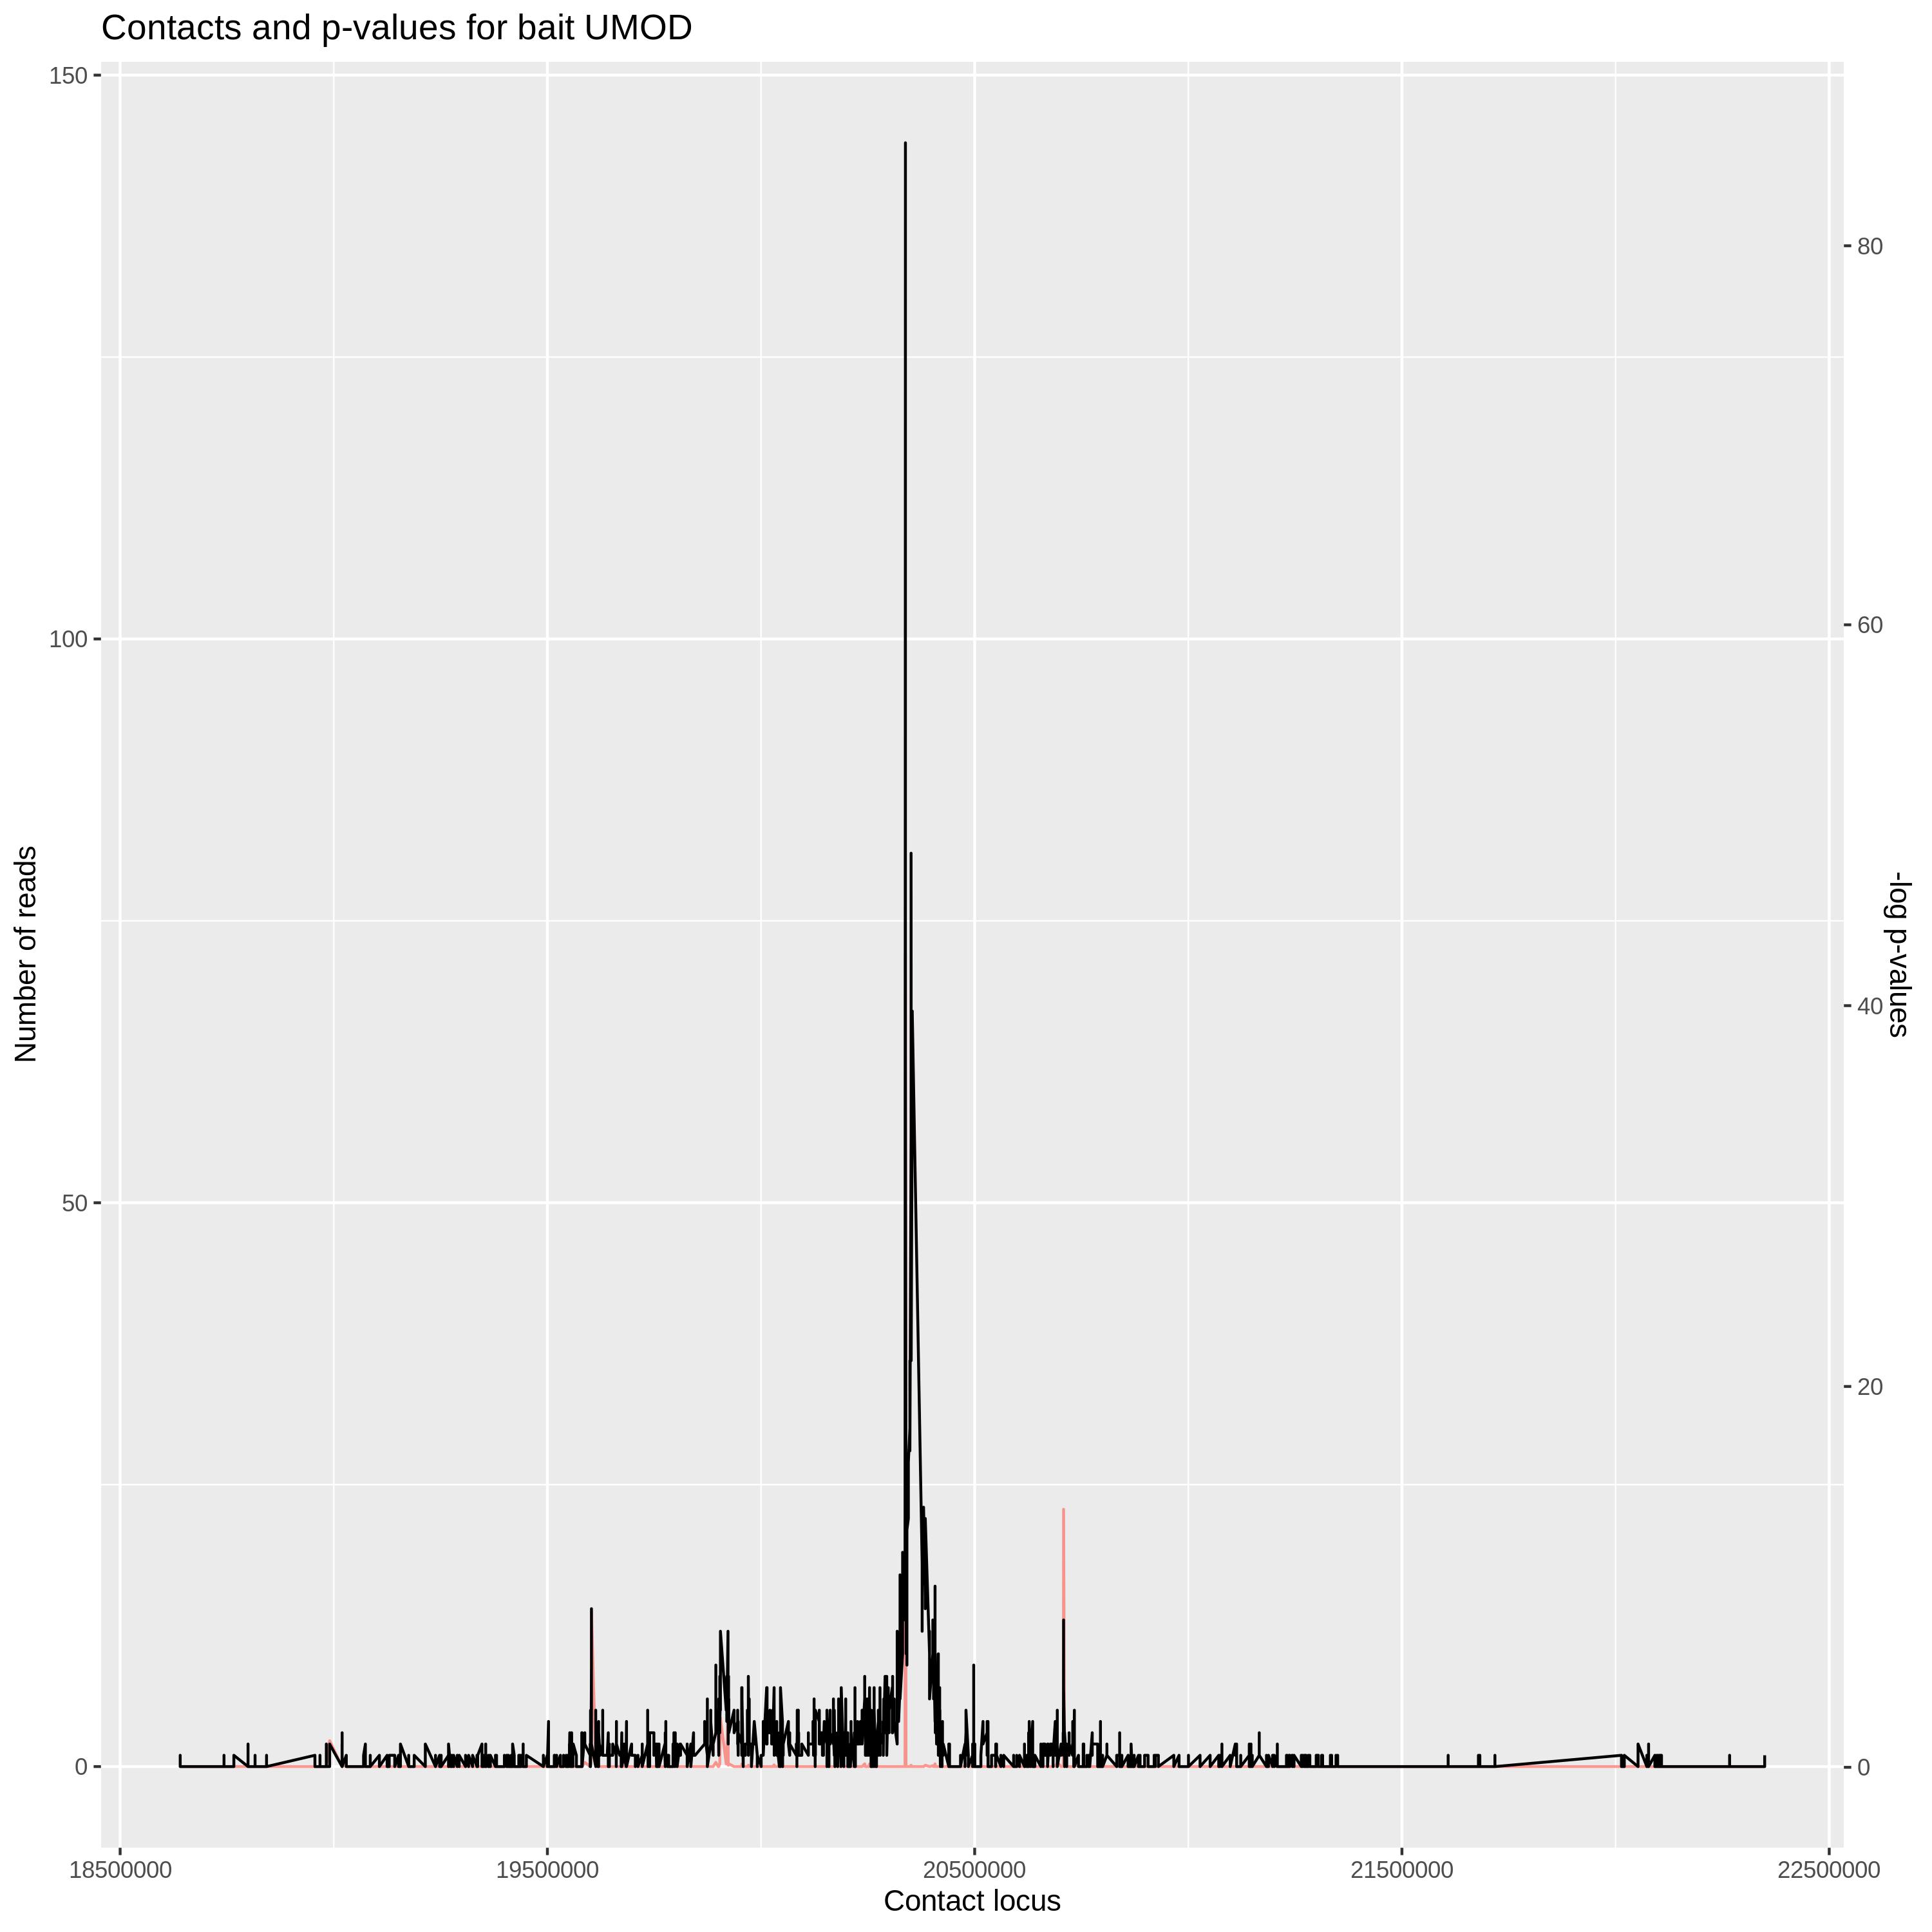 Contacts and p-values for bait UMOD
150
100
50
0
80
60
40
20
0
Number of reads
-log p-values
18500000 19500000 20500000 21500000 22500000
Contact locus